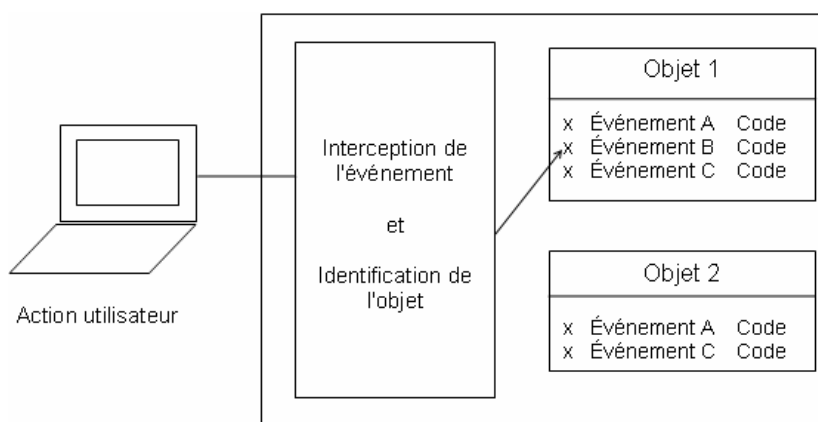 Action utilisateur
Interception de
l'événement
et
Identification de
l'objet
Objet 1
x Événement A Code
x Événement B Code
x Événement C Code
Objet 2
x Événement A Code
x Événement C Code